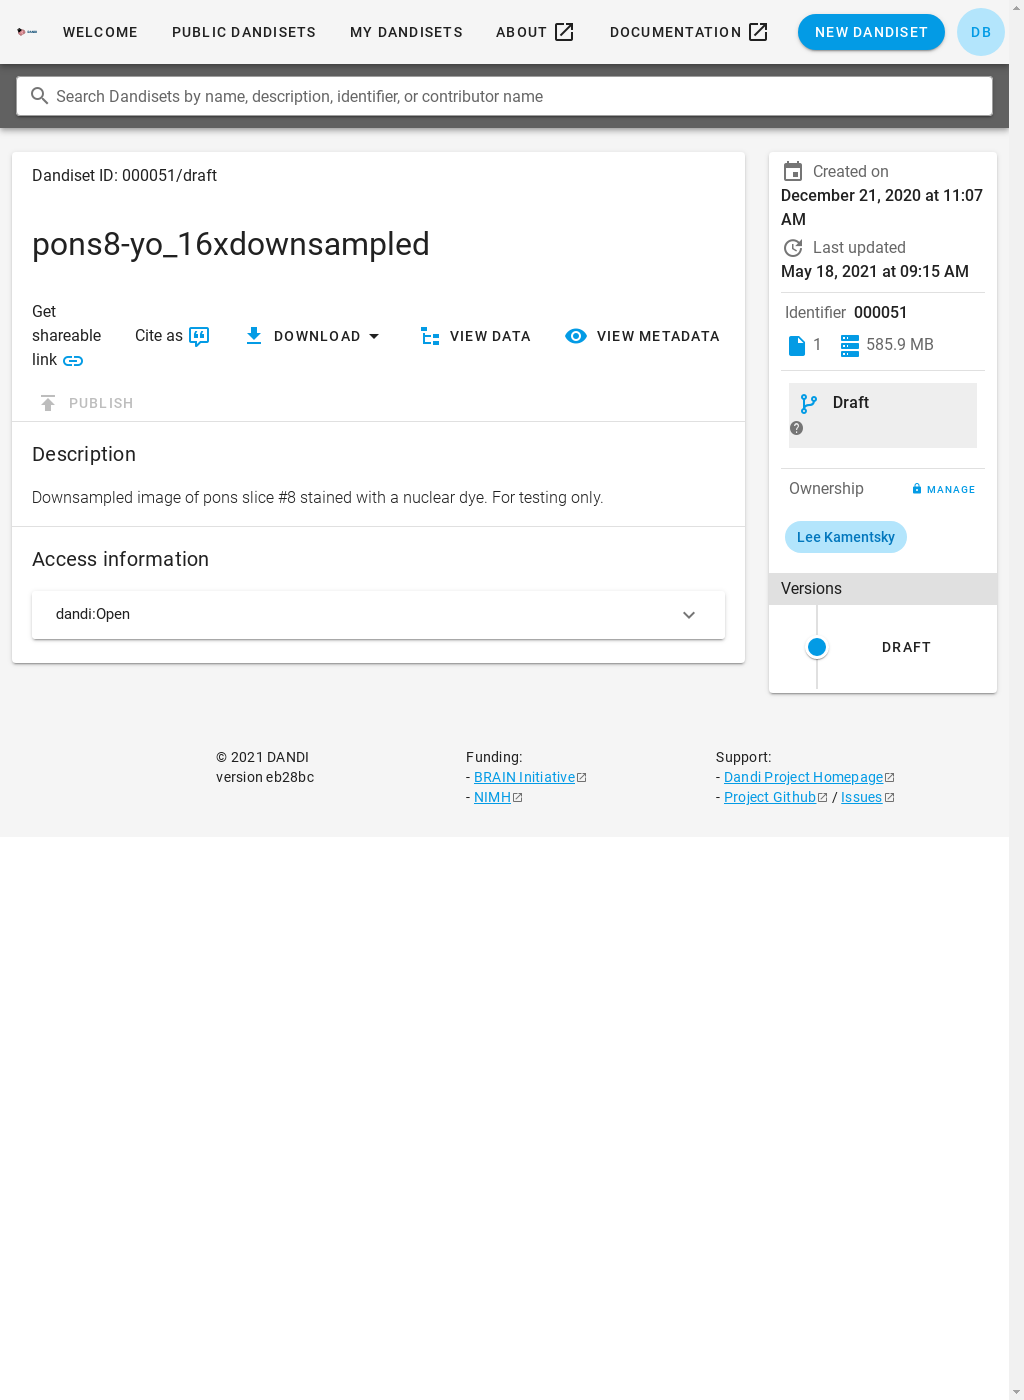 DANDI
WELCOME
PUBLIC DANDISETS
MY DANDISETS
ABOUT
DOCUMENTATION
NEW DANDISET
DB
Search Dandisets by name, description, identifier, or contributor name
Dandiset ID: 000051/draft
pons8-yo_16xdownsampled
Get
shareable
link
Cite as
DOWNLOAD
VIEW DATA
VIEW METADATA
PUBLISH
Description
Downsampled image of pons slice #8 stained with a nuclear dye. For testing only.
Access information
dandi:Open
Created on
December 21, 2020 at 11:07
AM
Last updated
May 18, 2021 at 09:15 AM
Identifier 000051
1
585.9 MB
Draft
Ownership
MANAGE
Lee Kamentsky
Versions
DRAFT
© 2021 DANDI
version eb28bc
Funding:
- BRAIN Initiative
- NIMH
Support:
- Dandi Project Homepage
- Project Github / Issues